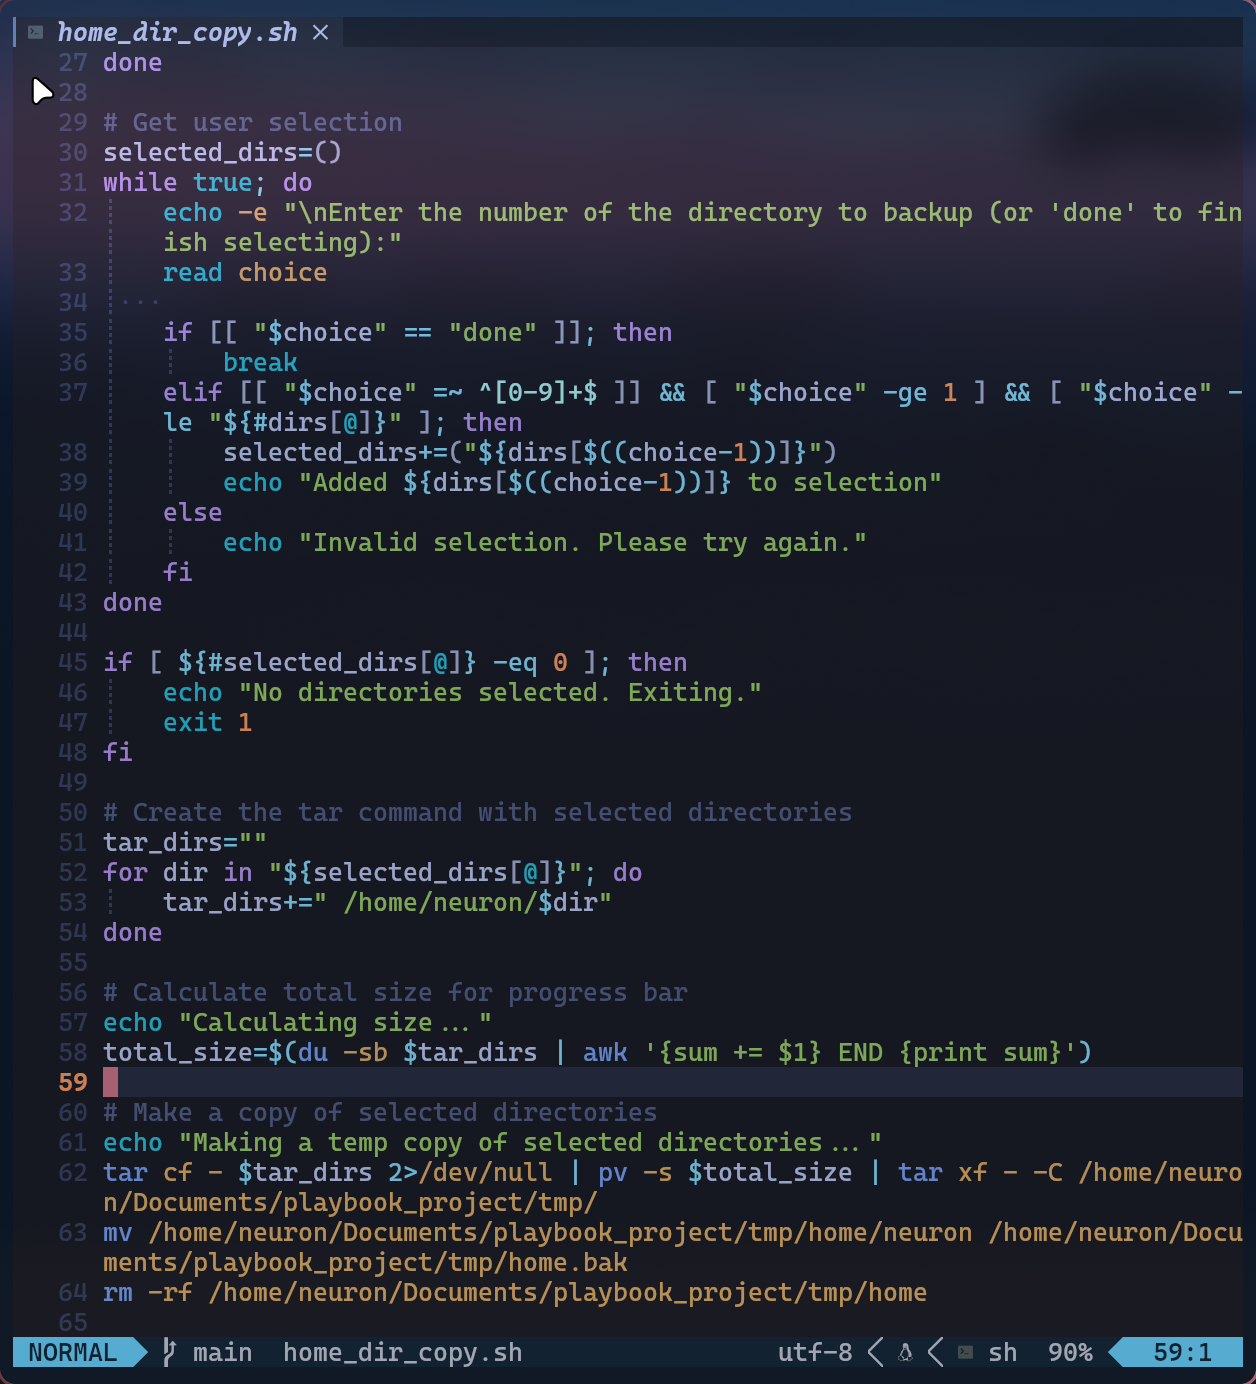 home_dir_copy.sh ×
27 done
28
29 # Get user selection
30 selected_dirs=()
31 while true; do
32     echo -e "\nEnter the number of the directory to backup (or 'done' to fin
ish selecting):"
33     read choice
34 ···
35     if [[ "$choice" == "done" ]]; then
36         break
37     elif [[ "$choice" =~ ^[0-9]+$ ]] && [ "$choice" -ge 1 ] && [ "$choice" -
le "${#dirs[@]}" ]; then
38         selected_dirs+=("${dirs[$((choice-1))]}")
39         echo "Added ${dirs[$((choice-1))]} to selection"
40     else
41         echo "Invalid selection. Please try again."
42     fi
43 done
44
45 if [ ${#selected_dirs[@]} -eq 0 ]; then
46     echo "No directories selected. Exiting."
47     exit 1
48 fi
49
50 # Create the tar command with selected directories
51 tar_dirs=""
52 for dir in "${selected_dirs[@]}"; do
53     tar_dirs+=" /home/neuron/$dir"
54 done
55
56 # Calculate total size for progress bar
57 echo "Calculating size..."
58 total_size=$(du -sb $tar_dirs | awk '{sum += $1} END {print sum}')
59
60 # Make a copy of selected directories
61 echo "Making a temp copy of selected directories..."
62 tar cf - $tar_dirs 2>/dev/null | pv -s $total_size | tar xf - -C /home/neuro
n/Documents/playbook_project/tmp/
63 mv /home/neuron/Documents/playbook_project/tmp/home/neuron /home/neuron/Docu
ments/playbook_project/tmp/home.bak
64 rm -rf /home/neuron/Documents/playbook_project/tmp/home
65
NORMAL main home_dir_copy.sh utf-8 sh 90% 59:1